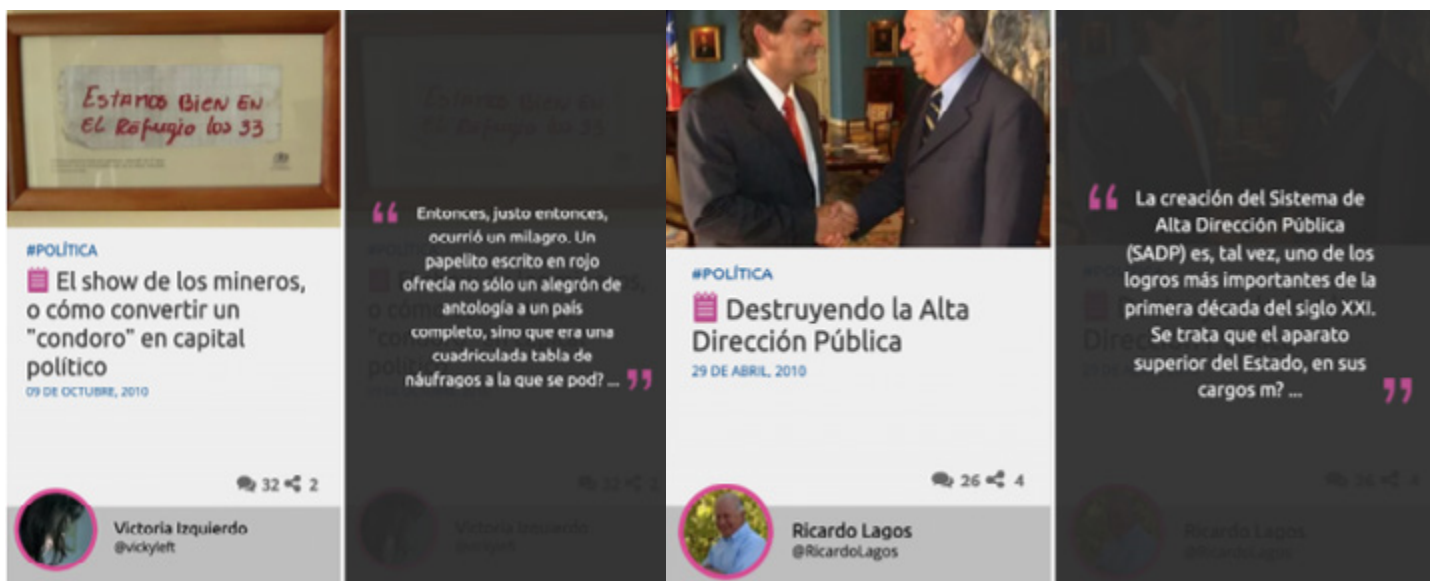 Estamos Bien En
El Refugio los 33
#POLÍTICA
El show de los mineros,
o cómo convertir un
"condoro" en capital
político
09 DE OCTUBRE, 2010
32 2
Victoria Izquierdo
@vickyleft
Entonces, justo entonces,
ocurrió un milagro. Un
papelito escrito en rojo
ofrecía no sólo un alegrón de
antología a un país
completo, sino que era una
cuadriculada tabla de
náufragos a la que se pod? ...
#POLÍTICA
Destruyendo la Alta
Dirección Pública
29 DE ABRIL, 2010
26 4
Ricardo Lagos
@RicardoLagos
La creación del Sistema de
Alta Dirección Pública
(SADP) es, tal vez, uno de los
logros más importantes de la
primera década del siglo XXI.
Se trata que el aparato
superior del Estado, en sus
cargos m? ...